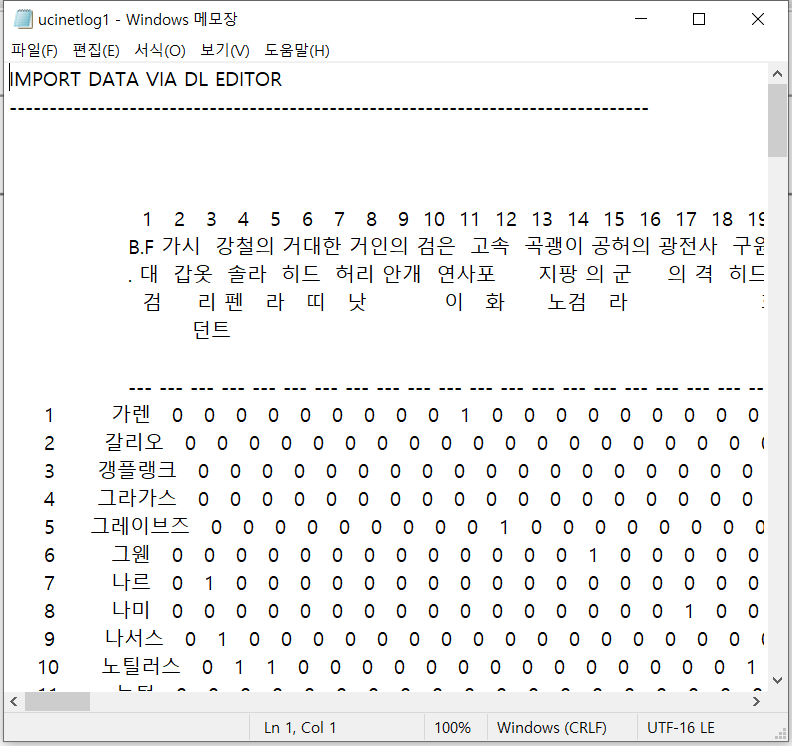 ucinetlog1 - Windows 메모장
파일(F) 편집(E) 서식(O) 보기(V) 도움말(H)
IMPORT DATA VIA DL EDITOR
--------------------------------------------------------------------------------
1 2 3 4 5 6 7 8 9 10 11 12 13 14 15 16 17 18 19
B.F 가시 강철의 거대한 거인의 검은 고속 곡괭이 공허의 광전사 구원
. 대 갑옷 솔라 히드 허리 안개 연사포 지팡 의 군 의 격 히드
검 리 펜 라 띠 낫 이 화 노검 라
던트
--- --- --- --- --- --- --- --- --- --- --- --- --- --- --- --- --- --- --- ---
1 가렌 0 0 0 0 0 0 0 0 0 1 0 0 0 0 0 0 0 0 0
2 갈리오 0 0 0 0 0 0 0 0 0 0 0 0 0 0 0 0 0 0
3 갱플랭크 0 0 0 0 0 0 0 0 0 0 0 0 0 0 0 0 0 0
4 그라가스 0 0 0 0 0 0 0 0 0 0 0 0 0 0 0 0 0 0
5 그레이브즈 0 0 0 0 0 0 0 0 0 1 0 0 0 0 0 0 0 0
6 그웬 0 0 0 0 0 0 0 0 0 0 0 0 0 1 0 0 0 0 0
7 나르 0 1 0 0 0 0 0 0 0 0 0 0 0 0 0 0 0 0 0
8 나미 0 0 0 0 0 0 0 0 0 0 0 0 0 0 0 0 1 0 0
9 나서스 0 1 0 0 0 0 0 0 0 0 0 0 0 0 0 0 0 0
10 노틸러스 0 1 1 0 0 0 0 0 0 0 0 0 0 0 0 0 0 1
Ln 1, Col 1 100% Windows (CRLF) UTF-16 LE